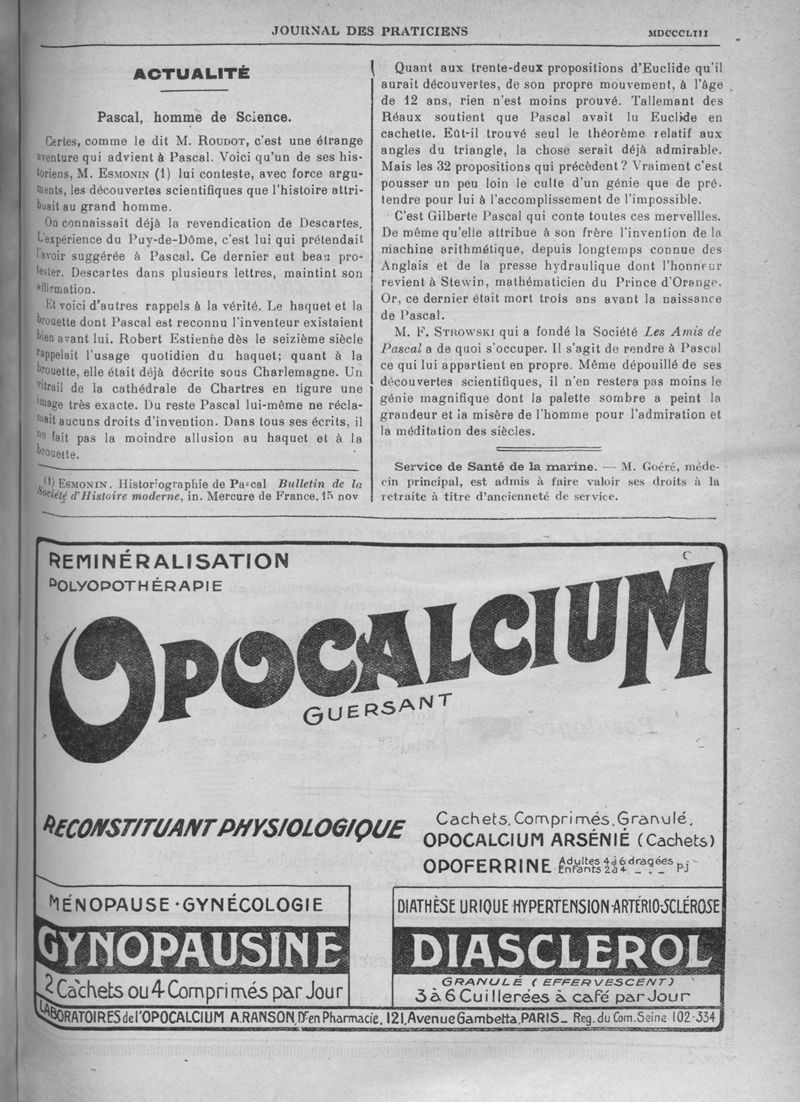 JOURNAL DES PRATICIENS
MDCCCLIII
ACTUALITÉ
Pascal, homme de Science.
Certes, comme le dit M. ROUDOT, c'est une étrange
aventure qui advient à Pascal. Voici qu'un de ses his-
toriens, M. ESMONIN (1) lui conteste, avec force argu-
ments, les découvertes scientifiques que l'histoire attri-
buait au grand homme.
On connaissait déjà la revendication de Descartes.
L'expérience du Puy-de-Dôme, c'est lui qui prétendait
l'avoir suggérée à Pascal. Ce dernier eut beau pro-
tester. Descartes dans plusieurs lettres, maintint son
affirmation.
Et voici d'autres rappels à la vérité. Le haquet et la
brouette dont Pascal est reconnu l'inventeur existaient
bien avant lui. Robert Estienne dès le seizième siècle
rappelait l'usage quotidien du haquet; quant à la
brouette, elle était déjà décrite sous Charlemagne. Un
vitrail de la cathédrale de Chartres en figure une
image très exacte. Du reste Pascal lui-même ne récla-
mait aucuns droits d'invention. Dans tous ses écrits, il
ne fait pas la moindre allusion au haquet et à la
brouette.
(1) ESMONIN. Historiographie de Pascal Bulletin de la
Société d'Histoire moderne, in. Mercure de France, 15 nov
Quant aux trente-deux propositions d'Euclide qu'il
aurait découvertes, de son propre mouvement, à l'âge
de 12 ans, rien n'est moins prouvé. Tallemant des
Réaux soutient que Pascal avait lu Euclide en
cachette. Eût-il trouvé seul le théorème relatif aux
angles du triangle, la chose serait déjà admirable.
Mais les 32 propositions qui précèdent? Vraiment c'est
pousser un peu loin le culte d'un génie que de pré-
tendre pour lui à l'accomplissement de l'impossible.
C'est Gilberte Pascal qui conte toutes ces mervellles.
De même qu'elle attribue à son frère l'invention de la
machine arithmétique, depuis longtemps connue des
Anglais et de la presse hydraulique dont l'honneur
revient à Stewin, mathématicien du Prince d'Orange.
Or, ce dernier était mort trois ans avant la naissance
de Pascal.
M. F. STROWSKI qui a fondé la Société Les Amis de
Pascal a de quoi s'occuper. Il s'agit de rendre à Pascal
ce qui lui appartient en propre. Même dépouillé de ses
découvertes scientifiques, il n'en restera pas moins le
génie magnifique dont la palette sombre a peint la
grandeur et la misère de l'homme pour l'admiration et
la méditation des siècles.
Service de Santé de la marine. — M. Goéré, méde-
cin principal, est admis à faire valoir ses droits à la
retraite à titre d'ancienneté de service.
REMINÉRALISATION
POLYOPOTHÉRAPIE
OPOCALCIUM
GUERSANT
RECONSTITUANT PHYSIOLOGIQUE
Cachets, Comprimés, Granulé,
OPOCALCIUM ARSÉNIÉ (Cachets)
OPOFERRINE Adultes 4 à 6 dragées p. j.
Enfants 2 à 4 _ " _ PJ
MÉNOPAUSE · GYNÉCOLOGIE
GYNOPAUSINE
2 Cachets ou 4 Comprimés par Jour
DIATHÈSE URIQUE-HYPERTENSION-ARTÉRIO-SCLÉROSE
DIASCLEROL
GRANULÉ (EFFERVESCENT)
3 à 6 Cuillerées à café par Jour
LABORATOIRES de l'OPOCALCIUM A. RANSON, Dr en Pharmacie, 121, Avenue Gambetta, PARIS_ Reg. du Com. Seine 102-334